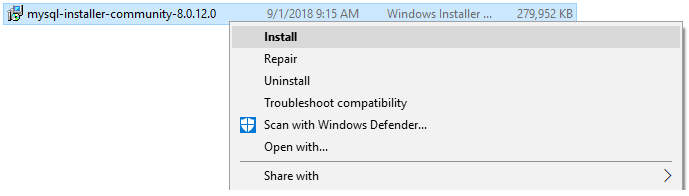 mysql-installer-community-8.0.12.0 9/1/2018 9:15 AM Windows Installer ... 279,952 KB
Install
Repair
Uninstall
Troubleshoot compatibility
Scan with Windows Defender...
Open with...
Share with